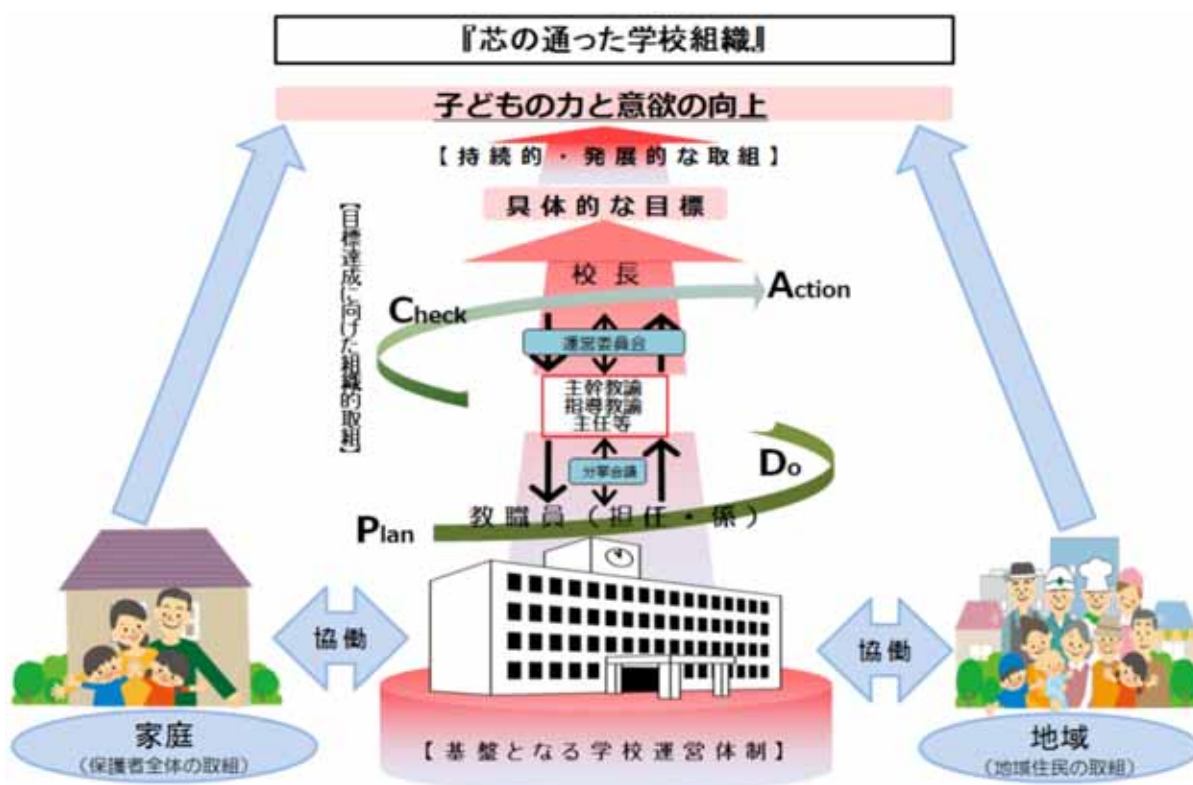 『芯の通った学校組織』
子どもの力と意欲の向上
【持続的・発展的な取組】
具体的な目標
【目標達成に向けた組織的取組】
校長
Action
Check
運営委員会
主幹教諭
指導教諭
主任等
分掌会議
Do
教職員(担任・係)
Plan
協働
協働
家庭
(保護者全体の取組)
【基盤となる学校運営体制】
地域
(地域住民の取組)